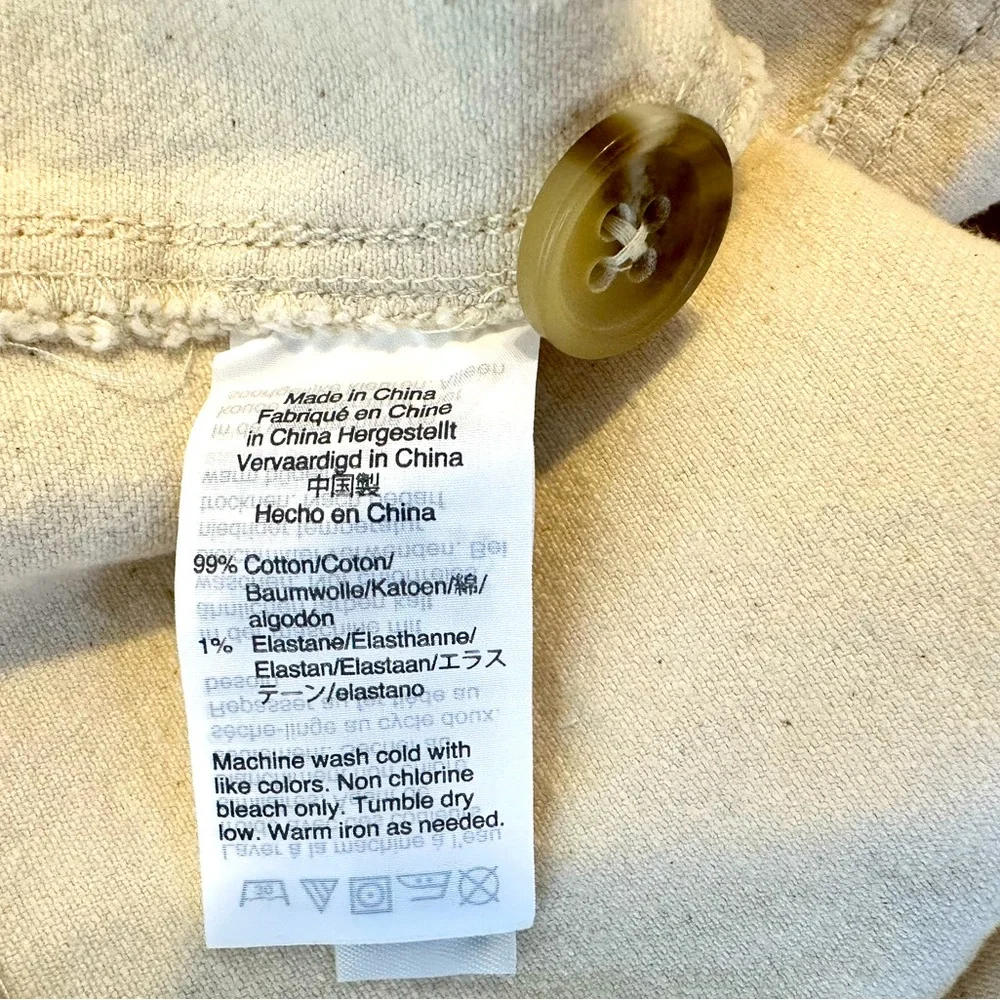 Made in China
Fabriqué en Chine
in China Hergestellt
Vervaardigd in China
中国製
Hecho en China
99% Cotton/Coton/
Baumwolle/Katoen/綿/
algodón
1% Elastane/Élasthanne/
Elastan/Elastaan/エラス
テーン/elastano
Machine wash cold with
like colors. Non chlorine
bleach only. Tumble dry
low. Warm iron as needed.
30